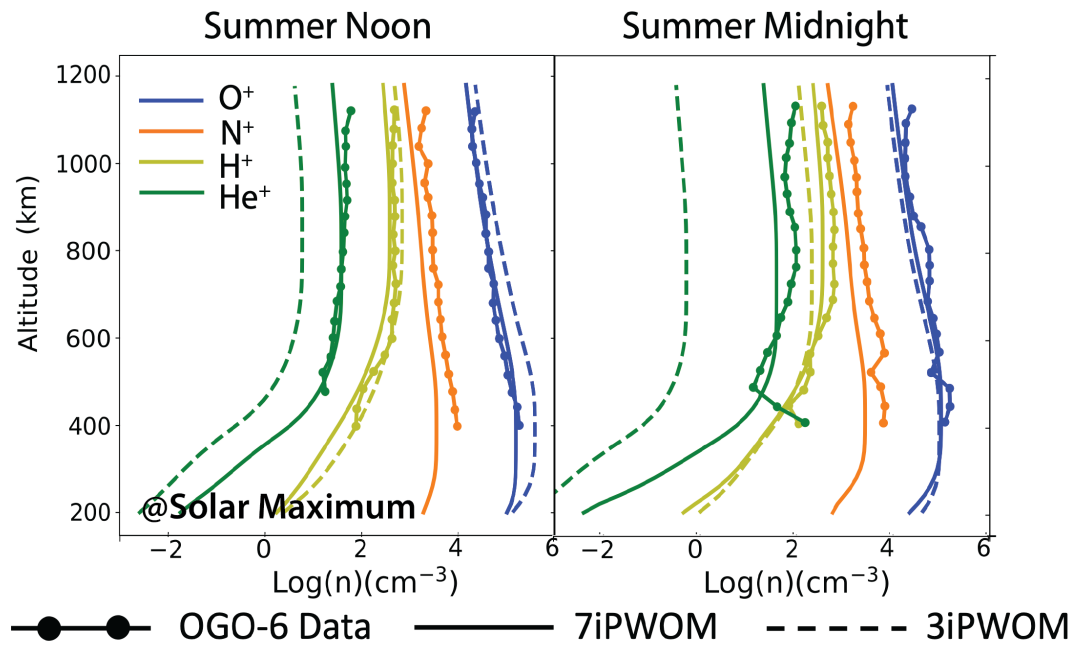 Summer Noon
Summer Midnight
1200
1000
800
600
400
200
Altitude (km)
O⁺
N⁺
H⁺
He⁺
@Solar Maximum
−2 0 2 4 6
−2 0 2 4 6
Log(n)(cm⁻³)
Log(n)(cm⁻³)
OGO-6 Data 7iPWOM 3iPWOM